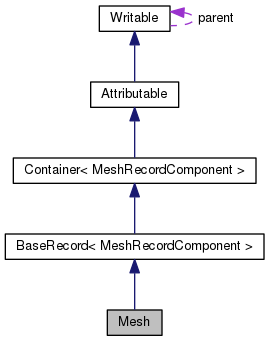 Writable
parent
Attributable
Container< MeshRecordComponent >
BaseRecord< MeshRecordComponent >
Mesh